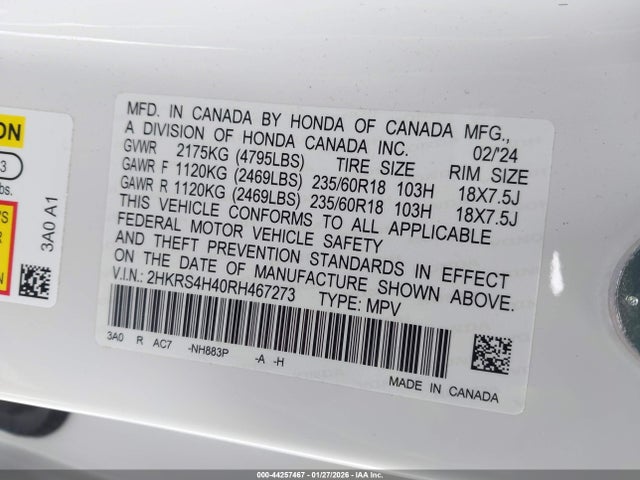 MFD. IN CANADA BY HONDA OF CANADA MFG.,
A DIVISION OF HONDA CANADA INC. 02/'24
GVWR 2175KG (4795LBS) TIRE SIZE RIM SIZE
GAWR F 1120KG (2469LBS) 235/60R18 103H 18X7.5J
GAWR R 1120KG (2469LBS) 235/60R18 103H 18X7.5J
THIS VEHICLE CONFORMS TO ALL APPLICABLE
FEDERAL MOTOR VEHICLE SAFETY
AND THEFT PREVENTION STANDARDS IN EFFECT
ON THE DATE OF MANUFACTURE SHOWN ABOVE.
V.I.N.: 2HKRS4H40RH467273 TYPE: MPV
3A0 R AC7 -NH883P -A -H
MADE IN CANADA
ON
3
bs.
'S
3A0 A1
000-44257467 - 01/27/2026 - IAA Inc.